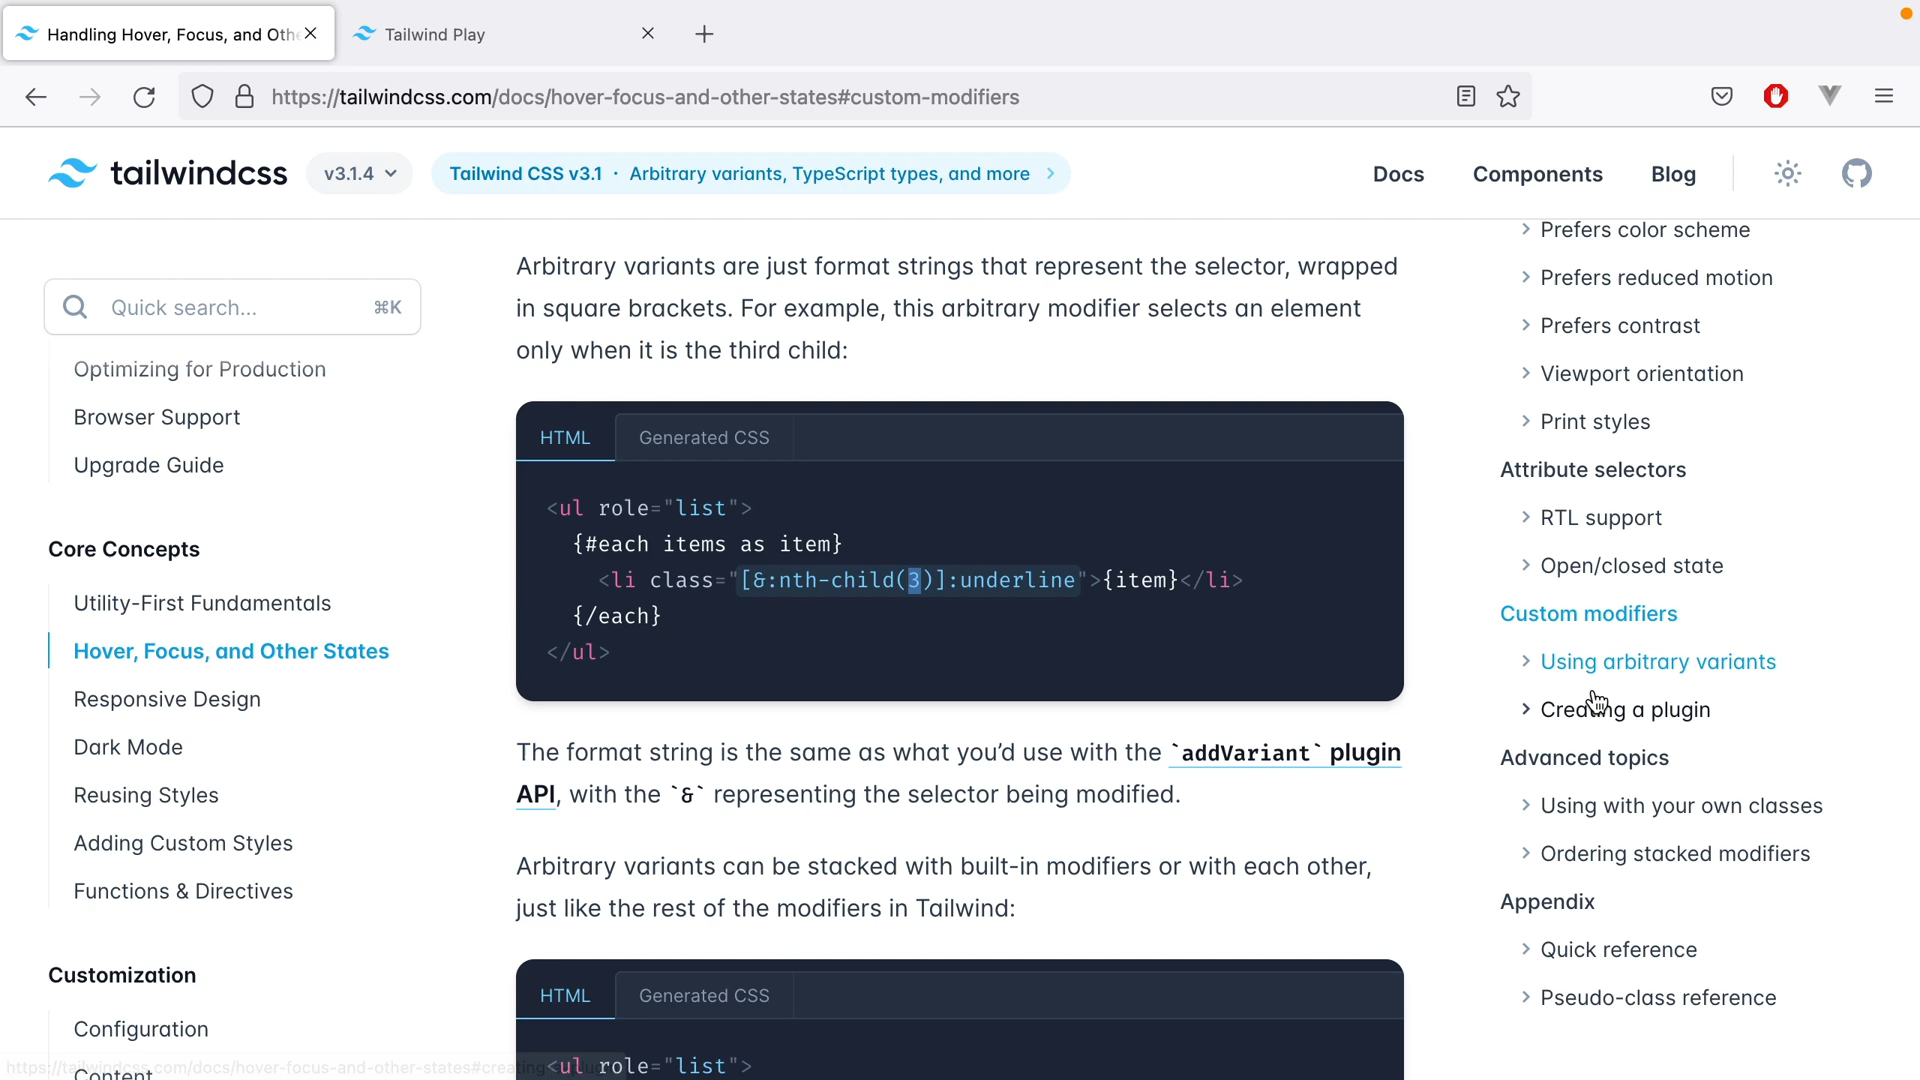 Handling Hover, Focus, and Oth
Tailwind Play
https://tailwindcss.com/docs/hover-focus-and-other-states#custom-modifiers
tailwindcss
v3.1.4
Tailwind CSS v3.1 · Arbitrary variants, TypeScript types, and more
Docs
Components
Blog
Quick search...
⌘K
Optimizing for Production
Browser Support
Upgrade Guide
Core Concepts
Utility-First Fundamentals
Hover, Focus, and Other States
Responsive Design
Dark Mode
Reusing Styles
Adding Custom Styles
Functions & Directives
Customization
Configuration
Content
Arbitrary variants are just format strings that represent the selector, wrapped
in square brackets. For example, this arbitrary modifier selects an element
only when it is the third child:
HTML
Generated CSS
<ul role="list">
{#each items as item}
<li class="[&:nth-child(3)]:underline">{item}</li>
{/each}
</ul>
The format string is the same as what you’d use with the `addVariant` plugin
API, with the `&` representing the selector being modified.
Arbitrary variants can be stacked with built-in modifiers or with each other,
just like the rest of the modifiers in Tailwind:
HTML
Generated CSS
<ul role="list">
Prefers color scheme
Prefers reduced motion
Prefers contrast
Viewport orientation
Print styles
Attribute selectors
RTL support
Open/closed state
Custom modifiers
Using arbitrary variants
Creating a plugin
Advanced topics
Using with your own classes
Ordering stacked modifiers
Appendix
Quick reference
Pseudo-class reference